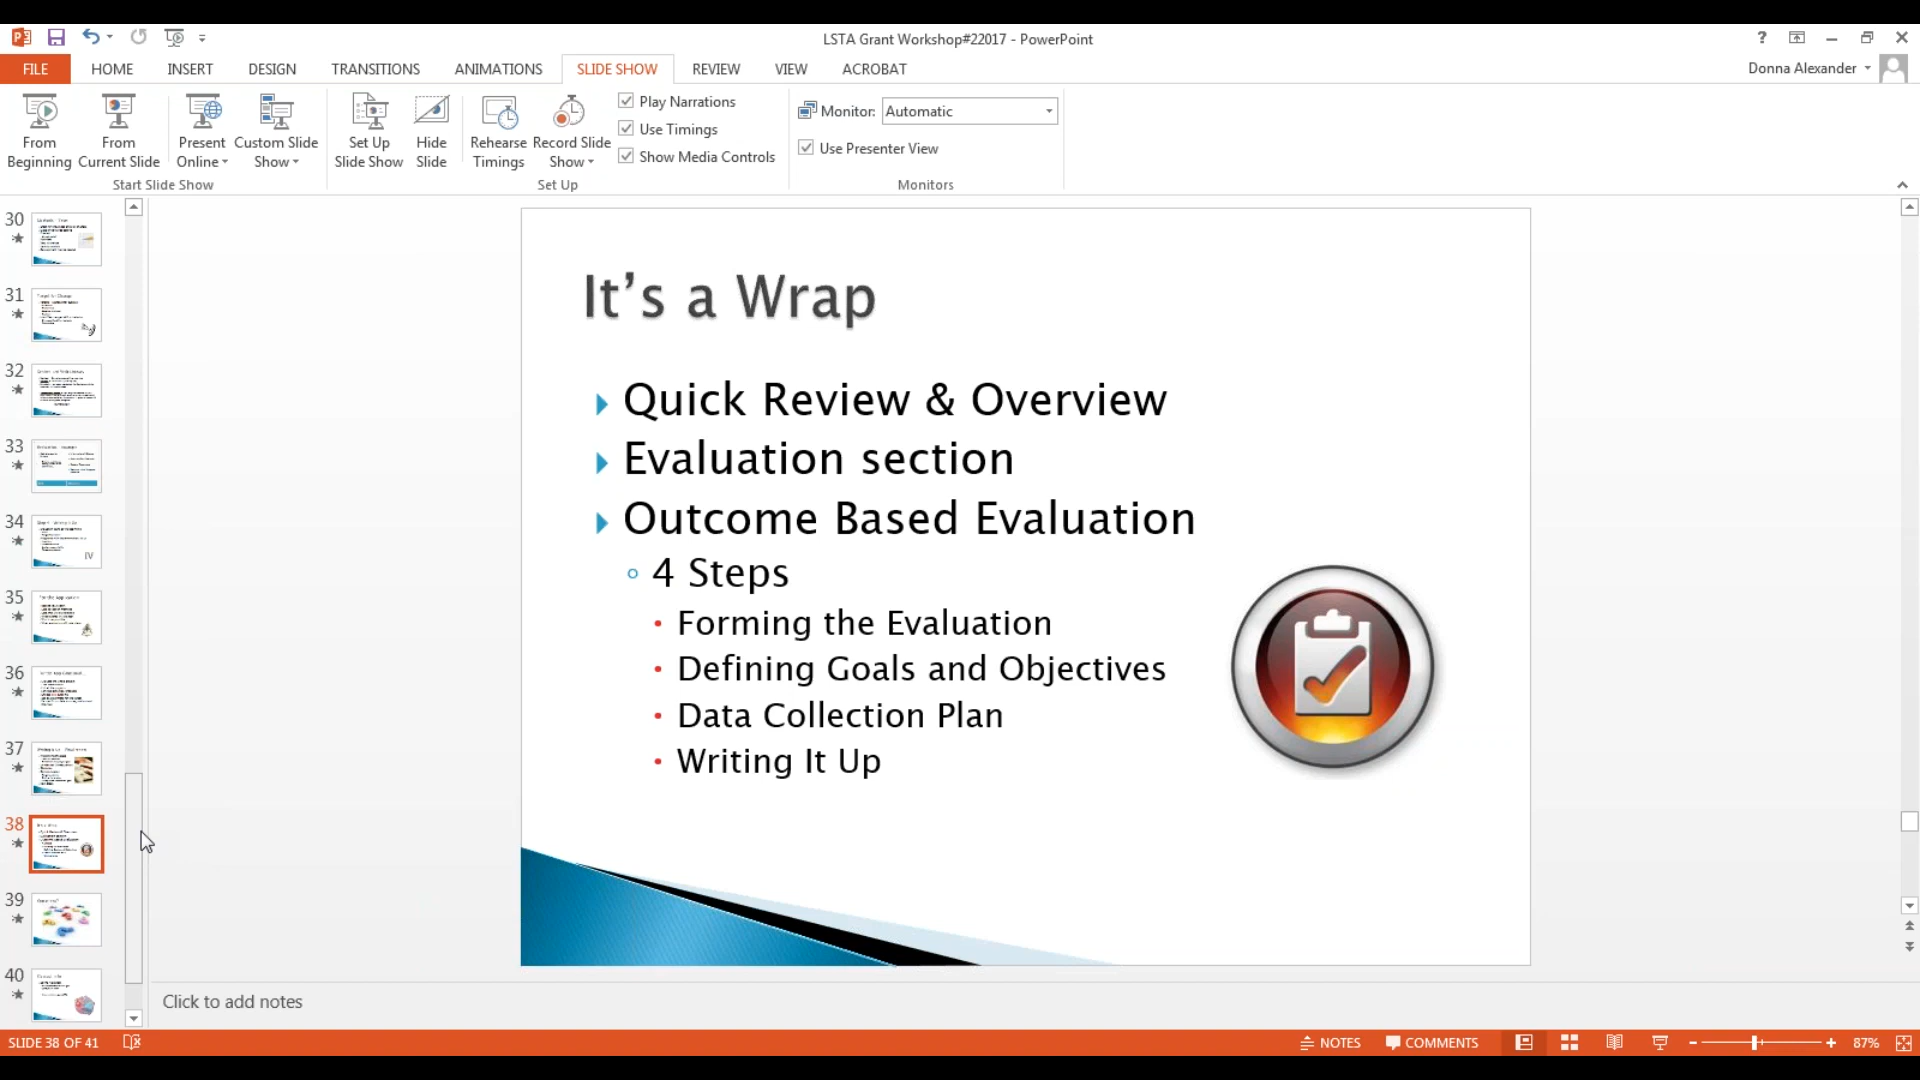 LSTA Grant Workshop#22017 - PowerPoint
?
FILE
HOME
INSERT
DESIGN
TRANSITIONS
ANIMATIONS
SLIDE SHOW
REVIEW
VIEW
ACROBAT
Donna Alexander
From
Beginning
From
Current Slide
Present
Online
Custom Slide
Show
Start Slide Show
Set Up
Slide Show
Hide
Slide
Rehearse
Timings
Record Slide
Show
Play Narrations
Use Timings
Show Media Controls
Set Up
Monitor:
Automatic
Use Presenter View
Monitors
30
31
32
33
34
IV
35
36
37
38
39
40
It's a Wrap
Quick Review & Overview
Evaluation section
Outcome Based Evaluation
4 Steps
Forming the Evaluation
Defining Goals and Objectives
Data Collection Plan
Writing It Up
Click to add notes
SLIDE 38 OF 41
NOTES
COMMENTS
87%